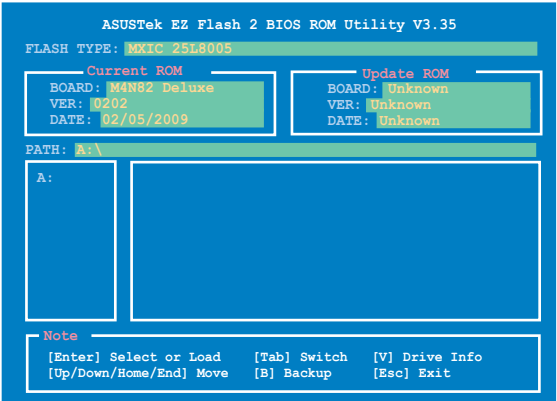 ASUSTek EZ Flash 2 BIOS ROM Utility V3.35
FLASH TYPE: MXIC 25L8005
Current ROM
BOARD: M4N82 Deluxe
VER: 0202
DATE: 02/05/2009
Update ROM
BOARD: Unknown
VER: Unknown
DATE: Unknown
PATH: A:\
A:
Note
[Enter] Select or Load [Tab] Switch [V] Drive Info
[Up/Down/Home/End] Move [B] Backup [Esc] Exit